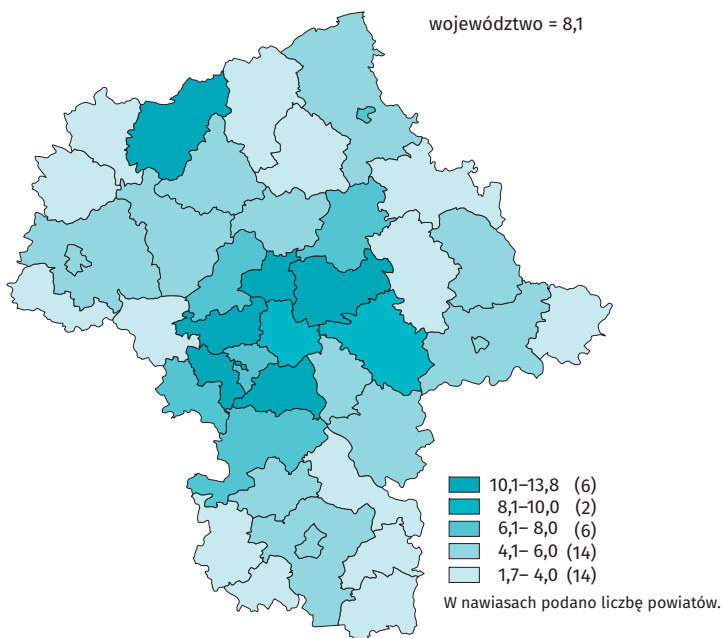 województwo = 8,1
10,1–13,8 (6)
8,1–10,0 (2)
6,1– 8,0 (6)
4,1– 6,0 (14)
1,7– 4,0 (14)
W nawiasach podano liczbę powiatów.